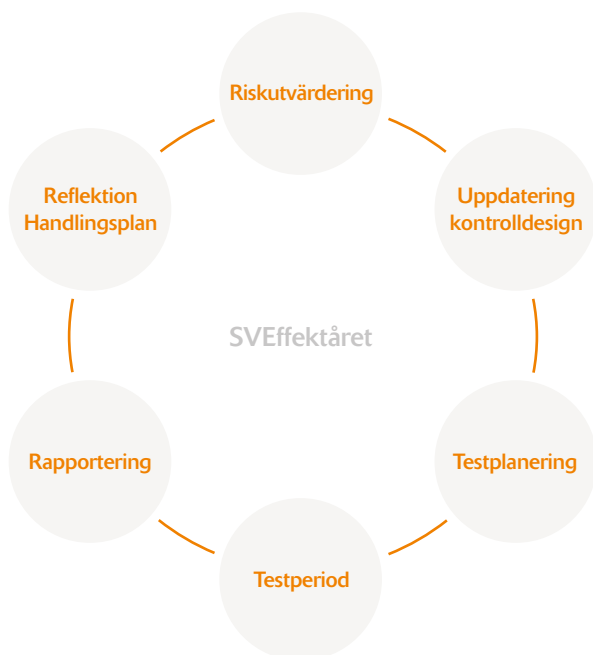 Riskutvärdering
Uppdatering
kontrolldesign
Testplanering
Testperiod
Rapportering
Reflektion
Handlingsplan
SVEffektåret